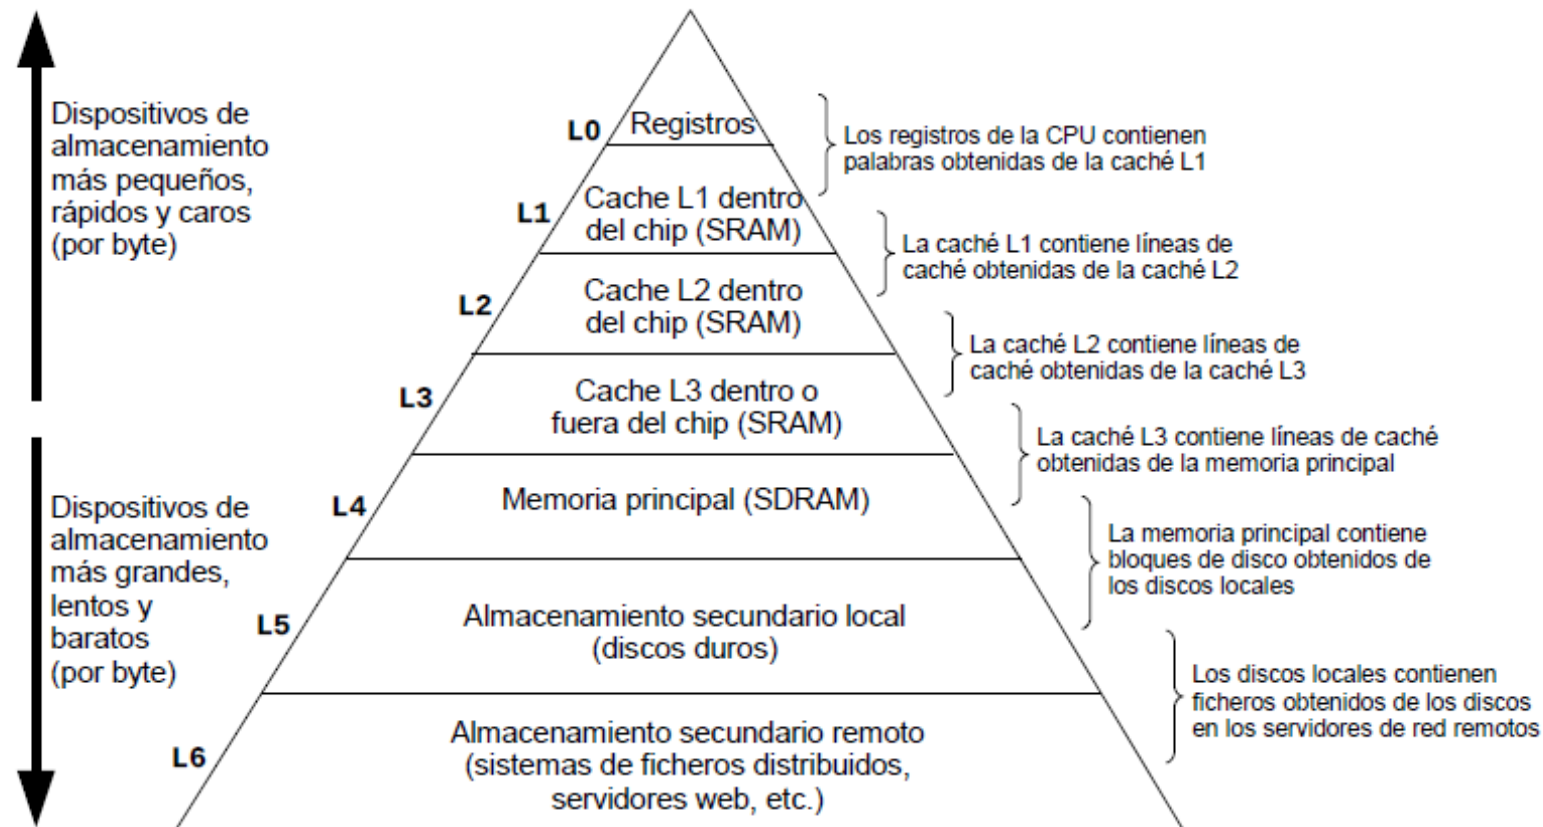 Dispositivos de
almacenamiento
más pequeños,
rápidos y caros
(por byte)
Dispositivos de
almacenamiento
más grandes,
lentos y
baratos
(por byte)
L0
Registros
L1
Cache L1 dentro
del chip (SRAM)
L2
Cache L2 dentro
del chip (SRAM)
L3
Cache L3 dentro o
fuera del chip (SRAM)
L4
Memoria principal (SDRAM)
L5
Almacenamiento secundario local
(discos duros)
L6
Almacenamiento secundario remoto
(sistemas de ficheros distribuidos,
servidores web, etc.)
Los registros de la CPU contienen
palabras obtenidas de la caché L1
La caché L1 contiene líneas de
caché obtenidas de la caché L2
La caché L2 contiene líneas de
caché obtenidas de la caché L3
La caché L3 contiene líneas de caché
obtenidas de la memoria principal
La memoria principal contiene
bloques de disco obtenidos de
los discos locales
Los discos locales contienen
ficheros obtenidos de los discos
en los servidores de red remotos